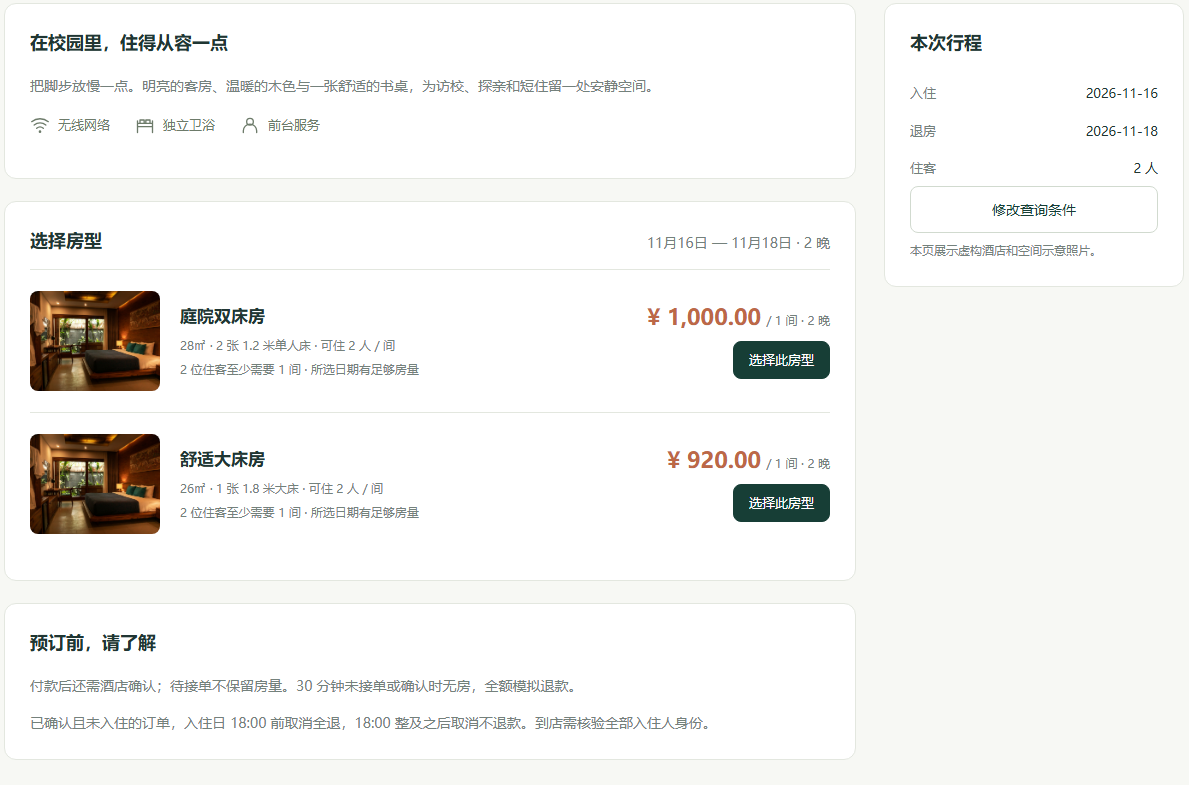 在校园里，住得从容一点
把脚步放慢一点。明亮的客房、温暖的木色与一张舒适的书桌，为访校、探亲和短住留一处安静空间。
无线网络 独立卫浴 前台服务
选择房型
11月16日 — 11月18日 · 2 晚
庭院双床房
28㎡ · 2 张 1.2 米单人床 · 可住 2 人 / 间
2 位住客至少需要 1 间 · 所选日期有足够房量
¥ 1,000.00 / 1 间 · 2 晚
选择此房型
舒适大床房
26㎡ · 1 张 1.8 米大床 · 可住 2 人 / 间
2 位住客至少需要 1 间 · 所选日期有足够房量
¥ 920.00 / 1 间 · 2 晚
选择此房型
预订前，请了解
付款后还需酒店确认；待接单不保留房量。30 分钟未接单或确认时无房，全额模拟退款。
已确认且未入住的订单，入住日 18:00 前取消全退，18:00 整及之后取消不退款。到店需核验全部入住人身份。
本次行程
入住 2026-11-16
退房 2026-11-18
住客 2 人
修改查询条件
本页展示虚构酒店和空间示意照片。